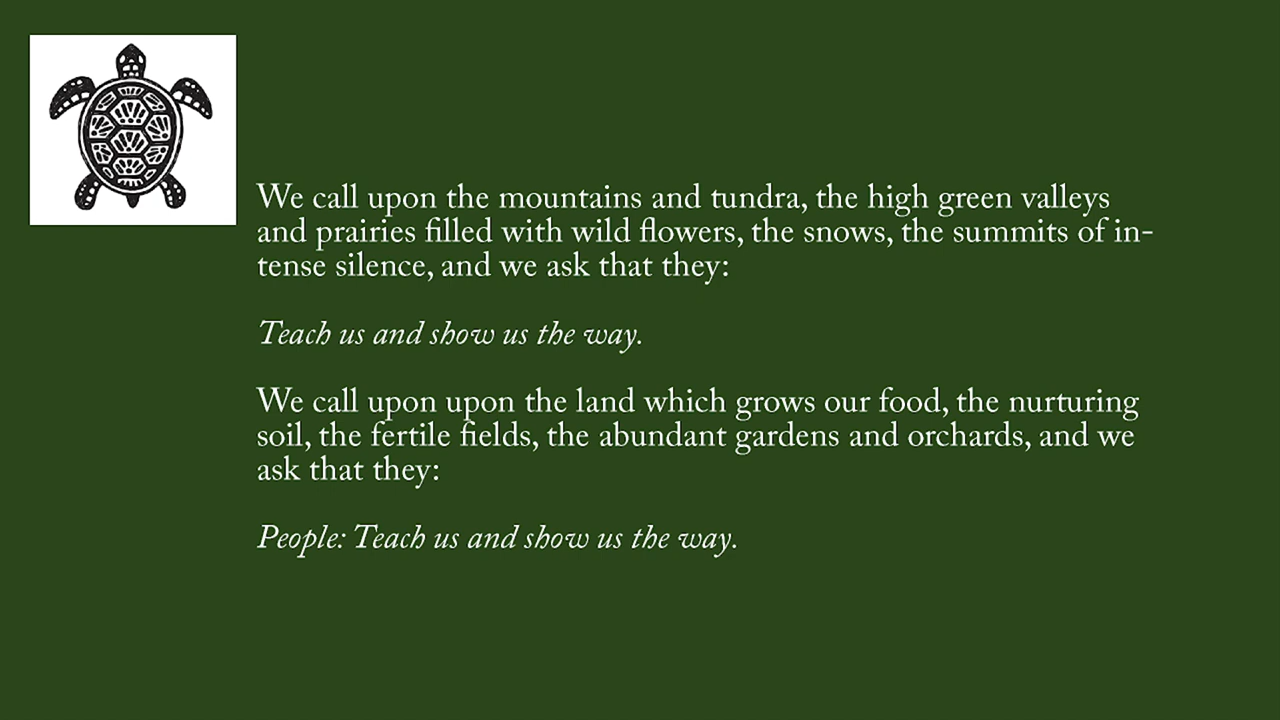 We call upon the mountains and tundra, the high green valleys
and prairies filled with wild flowers, the snows, the summits of in-
tense silence, and we ask that they:
Teach us and show us the way.
We call upon upon the land which grows our food, the nurturing
soil, the fertile fields, the abundant gardens and orchards, and we
ask that they:
People: Teach us and show us the way.